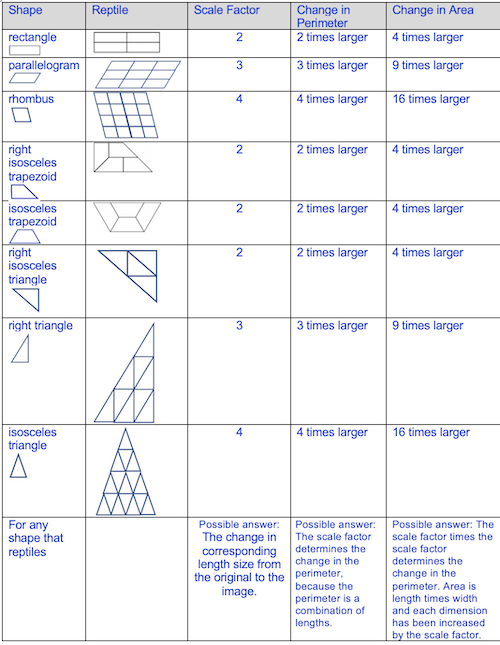 Shape Reptile Scale Factor Change in Perimeter Change in Area
rectangle 2 2 times larger 4 times larger
parallelogram 3 3 times larger 9 times larger
rhombus 4 4 times larger 16 times larger
right isosceles trapezoid 2 2 times larger 4 times larger
isosceles trapezoid 2 2 times larger 4 times larger
right isosceles triangle 2 2 times larger 4 times larger
right triangle 3 3 times larger 9 times larger
isosceles triangle 4 4 times larger 16 times larger
For any
shape that
reptiles
Possible answer:
The change in
corresponding
length size from
the original to the
image.
Possible answer:
The scale factor
determines the
change in the
perimeter,
because the
perimeter is a
combination of
lengths.
Possible answer: The
scale factor times the
scale factor
determines the
change in the
perimeter. Area is
length times width
and each dimension
has been increased
by the scale factor.